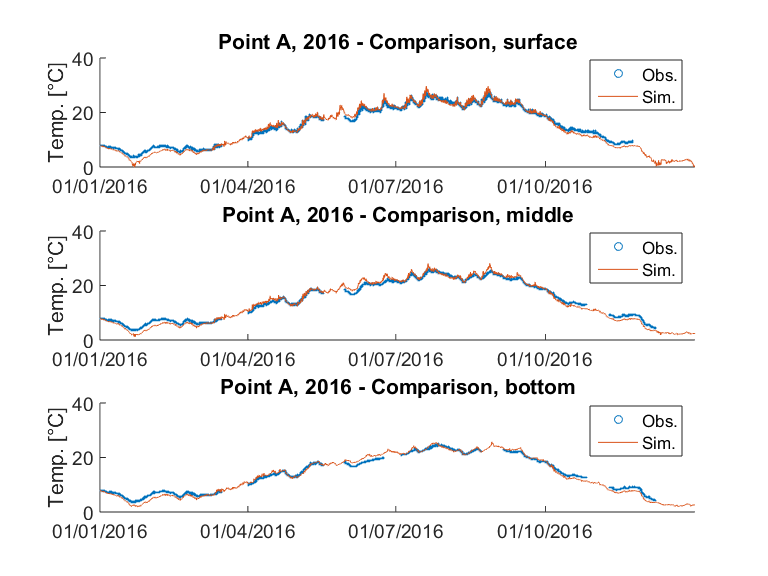 Point A, 2016 - Comparison, surface
40
20
0
Temp. [°C]
Obs.
Sim.
01/01/2016 01/04/2016 01/07/2016 01/10/2016
Point A, 2016 - Comparison, middle
40
20
0
Temp. [°C]
Obs.
Sim.
01/01/2016 01/04/2016 01/07/2016 01/10/2016
Point A, 2016 - Comparison, bottom
40
20
0
Temp. [°C]
Obs.
Sim.
01/01/2016 01/04/2016 01/07/2016 01/10/2016